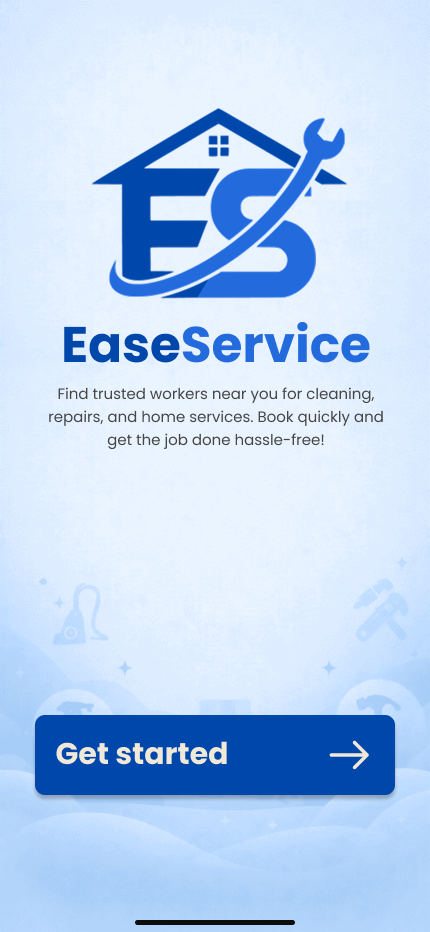 ES
EaseService
Find trusted workers near you for cleaning,
repairs, and home services. Book quickly and
get the job done hassle-free!
Get started